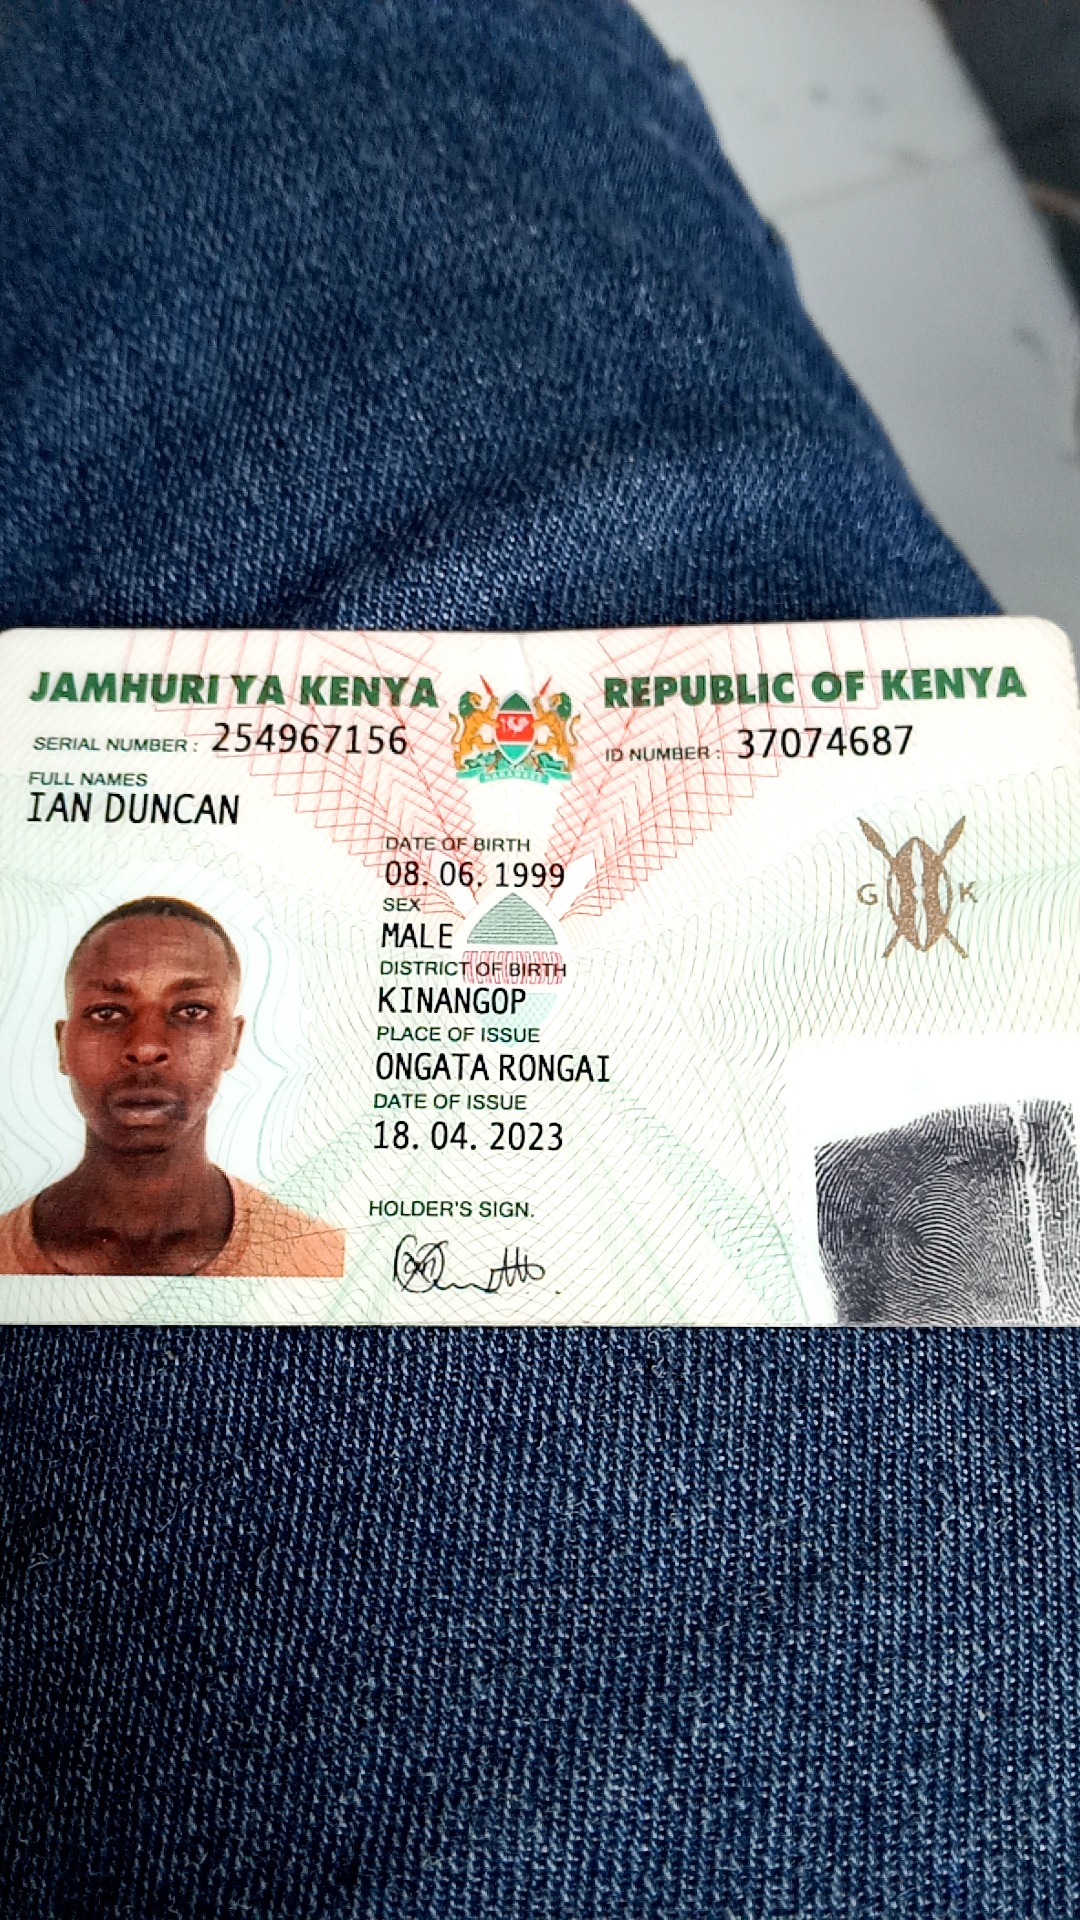 JAMHURI YA KENYA REPUBLIC OF KENYA
SERIAL NUMBER: 254967156 ID NUMBER: 37074687
FULL NAMES
IAN DUNCAN
DATE OF BIRTH
08. 06. 1999
SEX
MALE
G K
DISTRICT OF BIRTH
KINANGOP
PLACE OF ISSUE
ONGATA RONGAI
DATE OF ISSUE
18. 04. 2023
HOLDER'S SIGN.